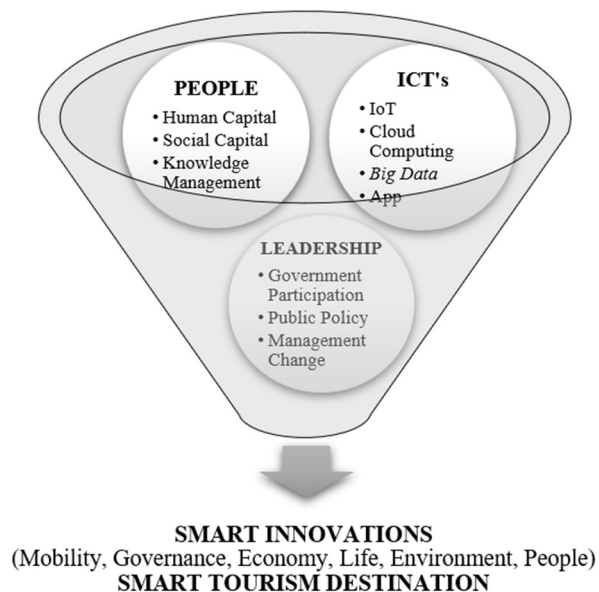 PEOPLE
• Human Capital
• Social Capital
• Knowledge
Management
ICT's
• IoT
• Cloud
Computing
• Big Data
• App
LEADERSHIP
• Government
Participation
• Public Policy
• Management
Change
SMART INNOVATIONS
(Mobility, Governance, Economy, Life, Environment, People)
SMART TOURISM DESTINATION